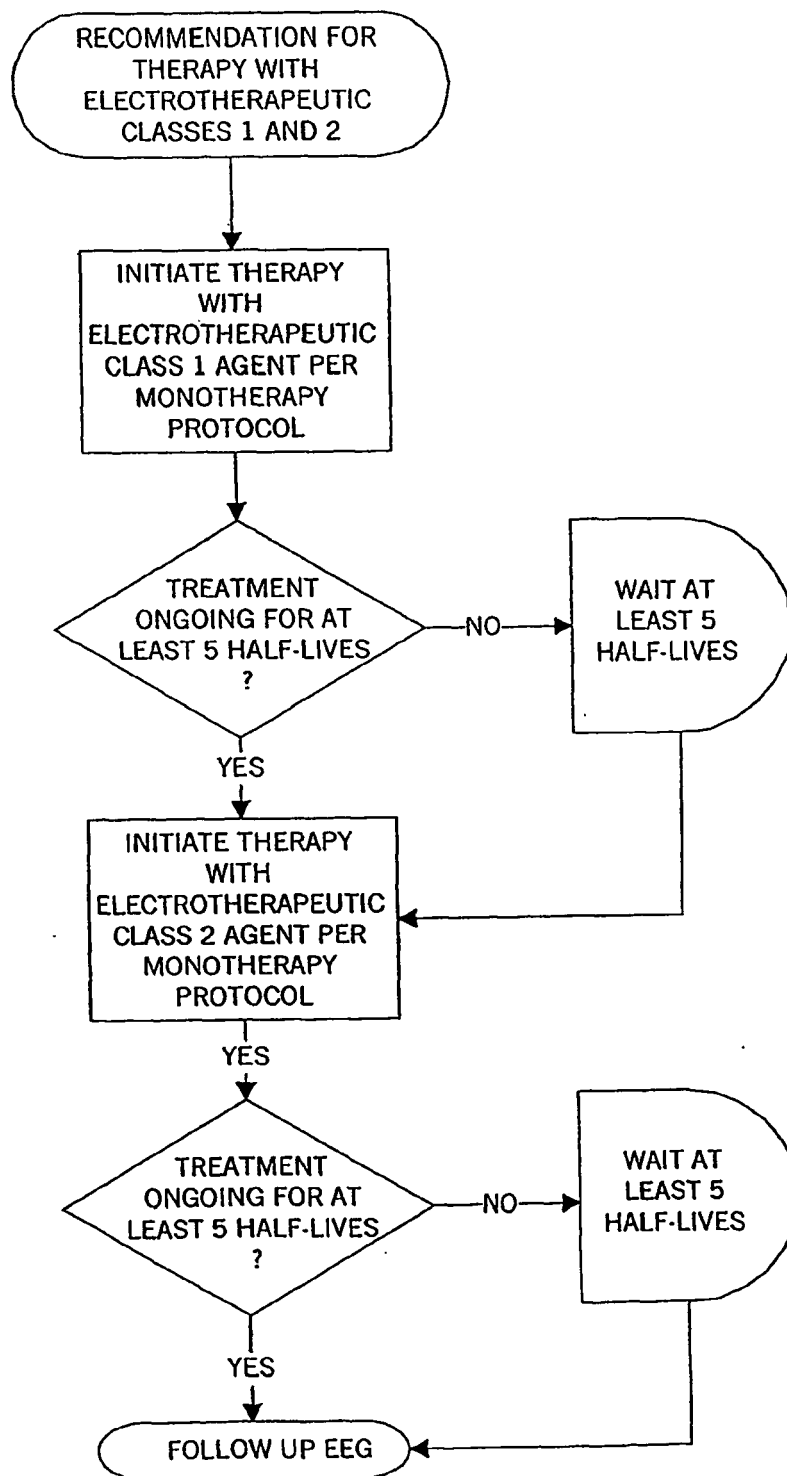 RECOMMENDATION FOR
THERAPY WITH
ELECTROTHERAPEUTIC
CLASSES 1 AND 2
INITIATE THERAPY
WITH
ELECTROTHERAPEUTIC
CLASS 1 AGENT PER
MONOTHERAPY
PROTOCOL
TREATMENT
ONGOING FOR AT
LEAST 5 HALF-LIVES
?
NO
WAIT AT
LEAST 5
HALF-LIVES
YES
INITIATE THERAPY
WITH
ELECTROTHERAPEUTIC
CLASS 2 AGENT PER
MONOTHERAPY
PROTOCOL
YES
TREATMENT
ONGOING FOR AT
LEAST 5 HALF-LIVES
?
NO
WAIT AT
LEAST 5
HALF-LIVES
YES
FOLLOW UP EEG